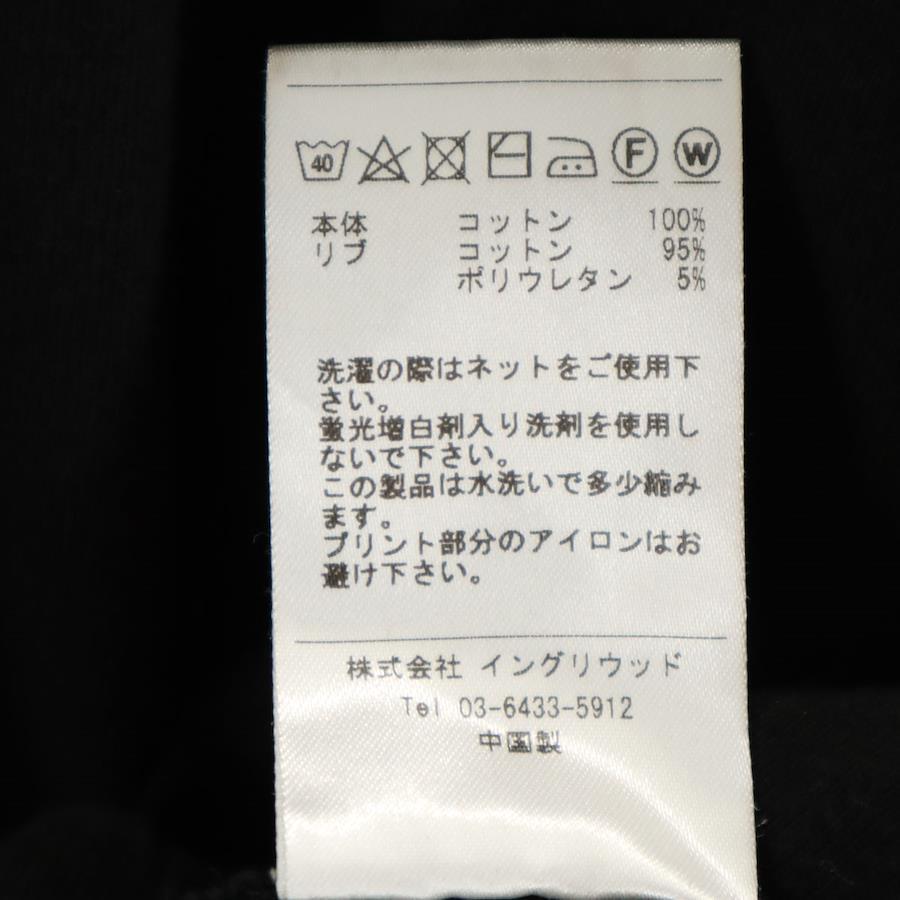 40 F W
本体 コットン 100%
リブ コットン 95%
ポリウレタン 5%
洗濯の際はネットをご使用下
さい。
蛍光増白剤入り洗剤を使用し
ないで下さい。
この製品は水洗いで多少縮み
ます。
プリント部分のアイロンはお
避け下さい。
株式会社 イングリウッド
Tel 03-6433-5912
中国製